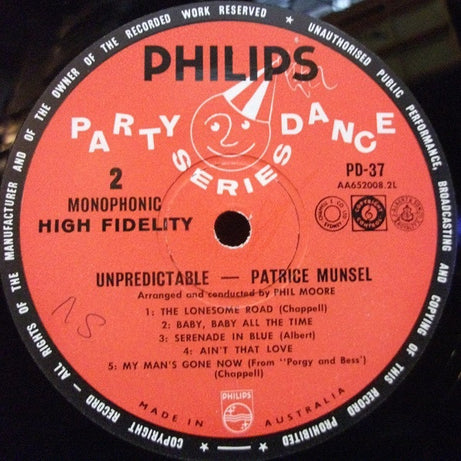 ALL RIGHTS OF THE MANUFACTURER AND OF THE OWNER OF THE RECORDED WORK RESERVED ★ UNAUTHORISED PUBLIC PERFORMANCE, BROADCASTING AND COPYING OF THIS RECORD PROHIBITED ★ COPYRIGHT RECORD —
PHILIPS
PARTY DANCE
SERIES
2
PD-37
AA652008.2L
MONOPHONIC
HIGH FIDELITY
UNPREDICTABLE — PATRICE MUNSEL
Arranged and conducted by PHIL MOORE
1: THE LONESOME ROAD (Chappell)
2: BABY, BABY ALL THE TIME
3: SERENADE IN BLUE (Albert)
4: AIN'T THAT LOVE
5: MY MAN'S GONE NOW (From "Porgy and Bess')
(Chappell)
PHILIPS
MADE IN AUSTRALIA